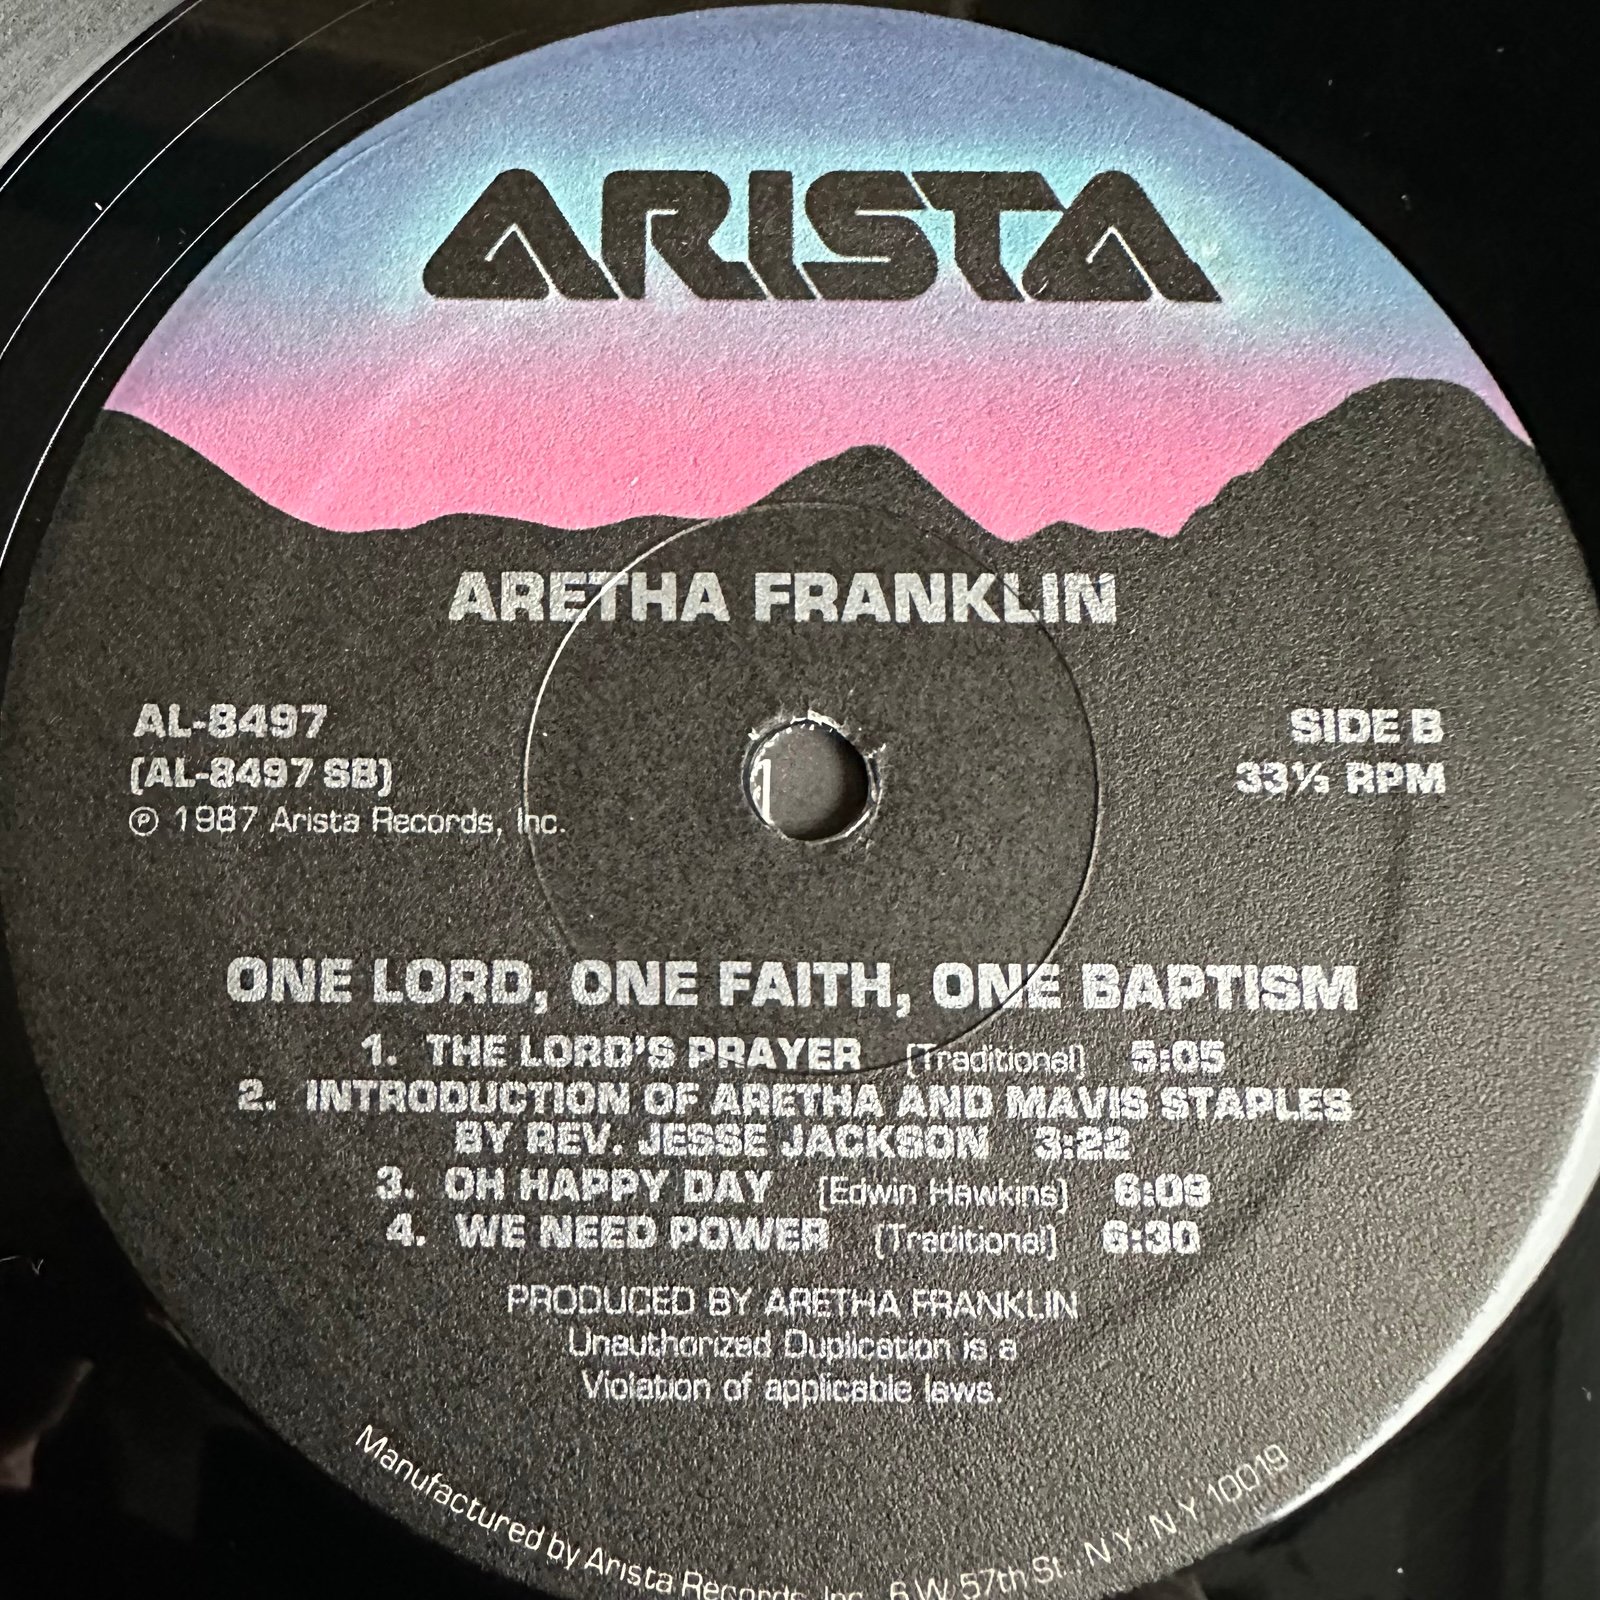 ARISTA
ARETHA FRANKLIN
AL-8497
(AL-8497 SB)
℗ 1987 Arista Records, Inc.
SIDE B
33⅓ RPM
ONE LORD, ONE FAITH, ONE BAPTISM
1. THE LORD'S PRAYER (Traditional) 5:05
2. INTRODUCTION OF ARETHA AND MAVIS STAPLES
BY REV. JESSE JACKSON 3:22
3. OH HAPPY DAY (Edwin Hawkins) 6:09
4. WE NEED POWER (Traditional) 6:30
PRODUCED BY ARETHA FRANKLIN
Unauthorized Duplication is a
Violation of applicable laws.
Manufactured by Arista Records, Inc. 6 W. 57th St., N.Y. N.Y. 10019